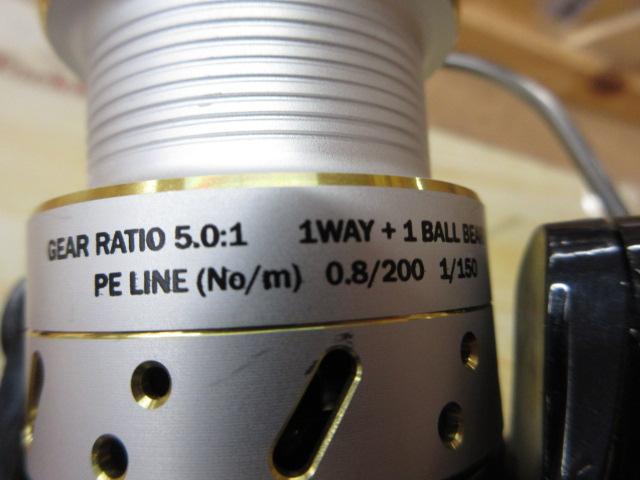 GEAR RATIO 5.0:1 1WAY + 1 BALL
PE LINE (No/m) 0.8/200 1/150